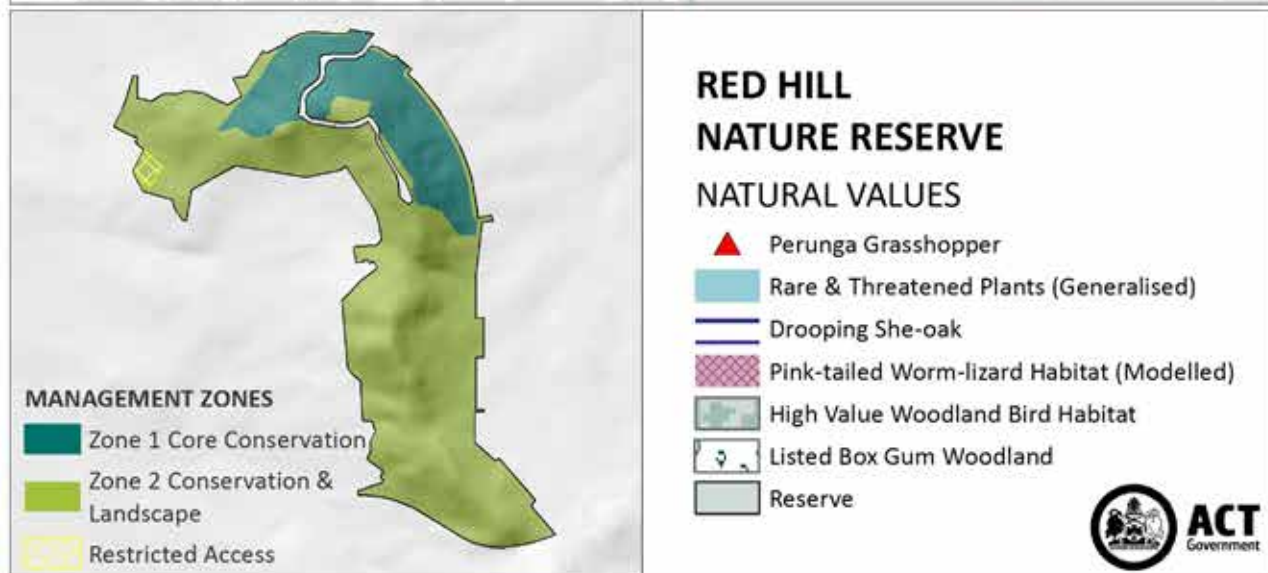 MANAGEMENT ZONES
Zone 1 Core Conservation
Zone 2 Conservation &
Landscape
Restricted Access
RED HILL
NATURE RESERVE
NATURAL VALUES
Perunga Grasshopper
Rare & Threatened Plants (Generalised)
Drooping She-oak
Pink-tailed Worm-lizard Habitat (Modelled)
High Value Woodland Bird Habitat
Listed Box Gum Woodland
Reserve
ACT
Government